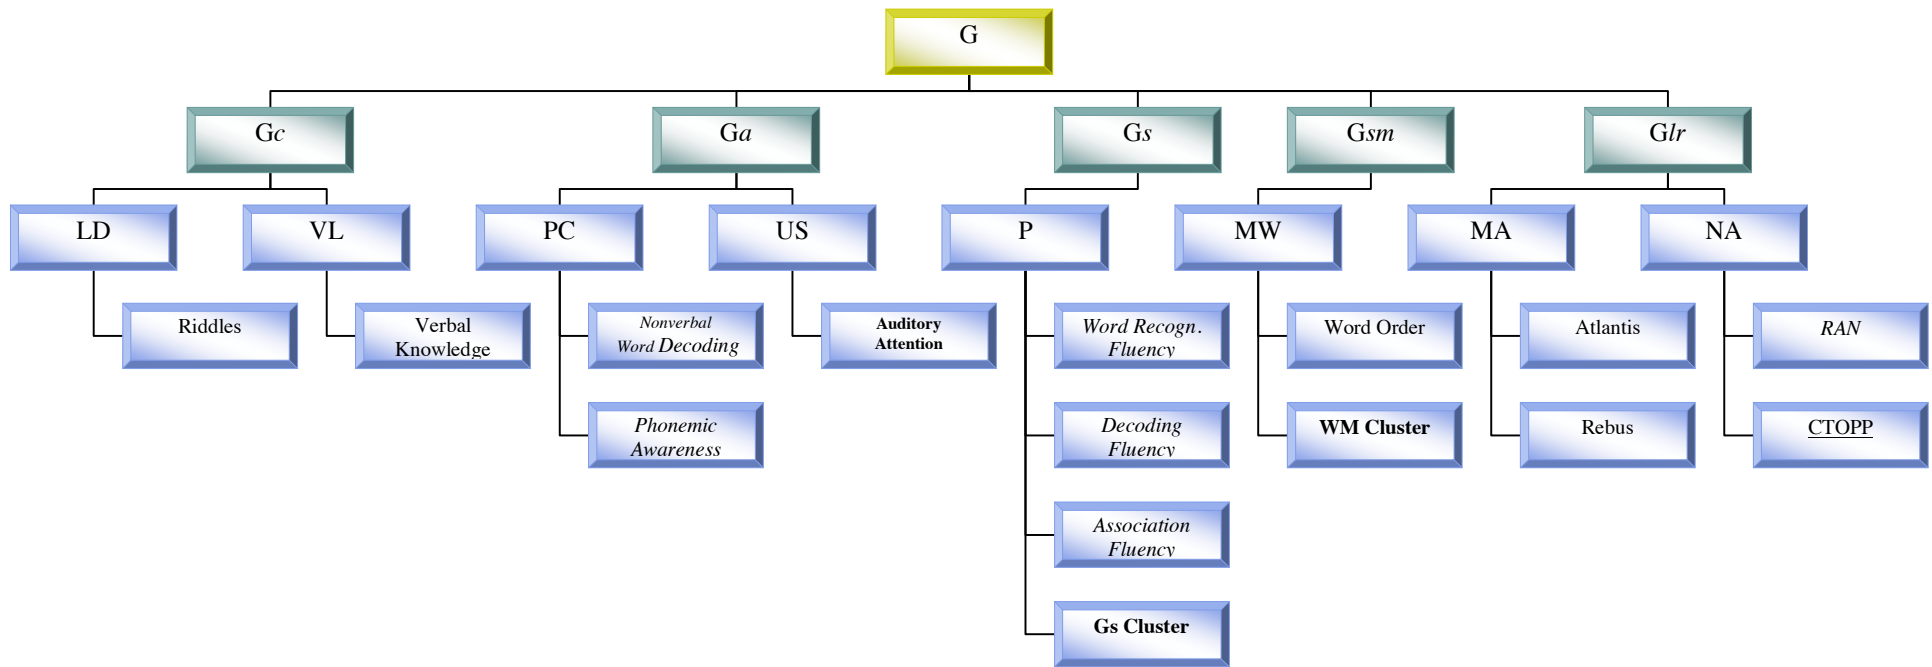 G
Gc
Ga
Gs
Gsm
Glr
LD
VL
PC
US
P
MW
MA
NA
Riddles
Verbal
Knowledge
Nonverbal
Word Decoding
Auditory
Attention
Word Recogn.
Fluency
Word Order
Atlantis
RAN
Phonemic
Awareness
Decoding
Fluency
WM Cluster
Rebus
CTOPP
Association
Fluency
Gs Cluster